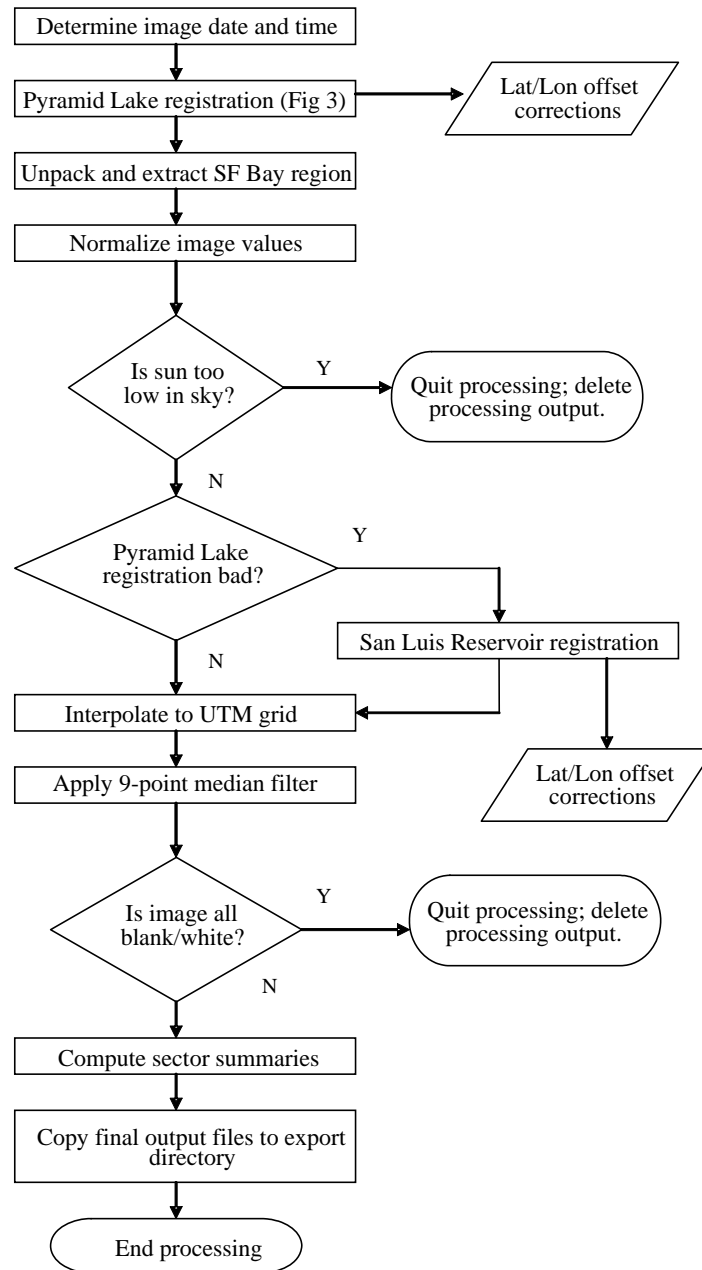 Determine image date and time
Pyramid Lake registration (Fig 3)
Lat/Lon offset
corrections
Unpack and extract SF Bay region
Normalize image values
Is sun too
low in sky?
Y
Quit processing; delete
processing output.
N
Pyramid Lake
registration bad?
Y
San Luis Reservoir registration
N
Interpolate to UTM grid
Lat/Lon offset
corrections
Apply 9-point median filter
Is image all
blank/white?
Y
Quit processing; delete
processing output.
N
Compute sector summaries
Copy final output files to export
directory
End processing